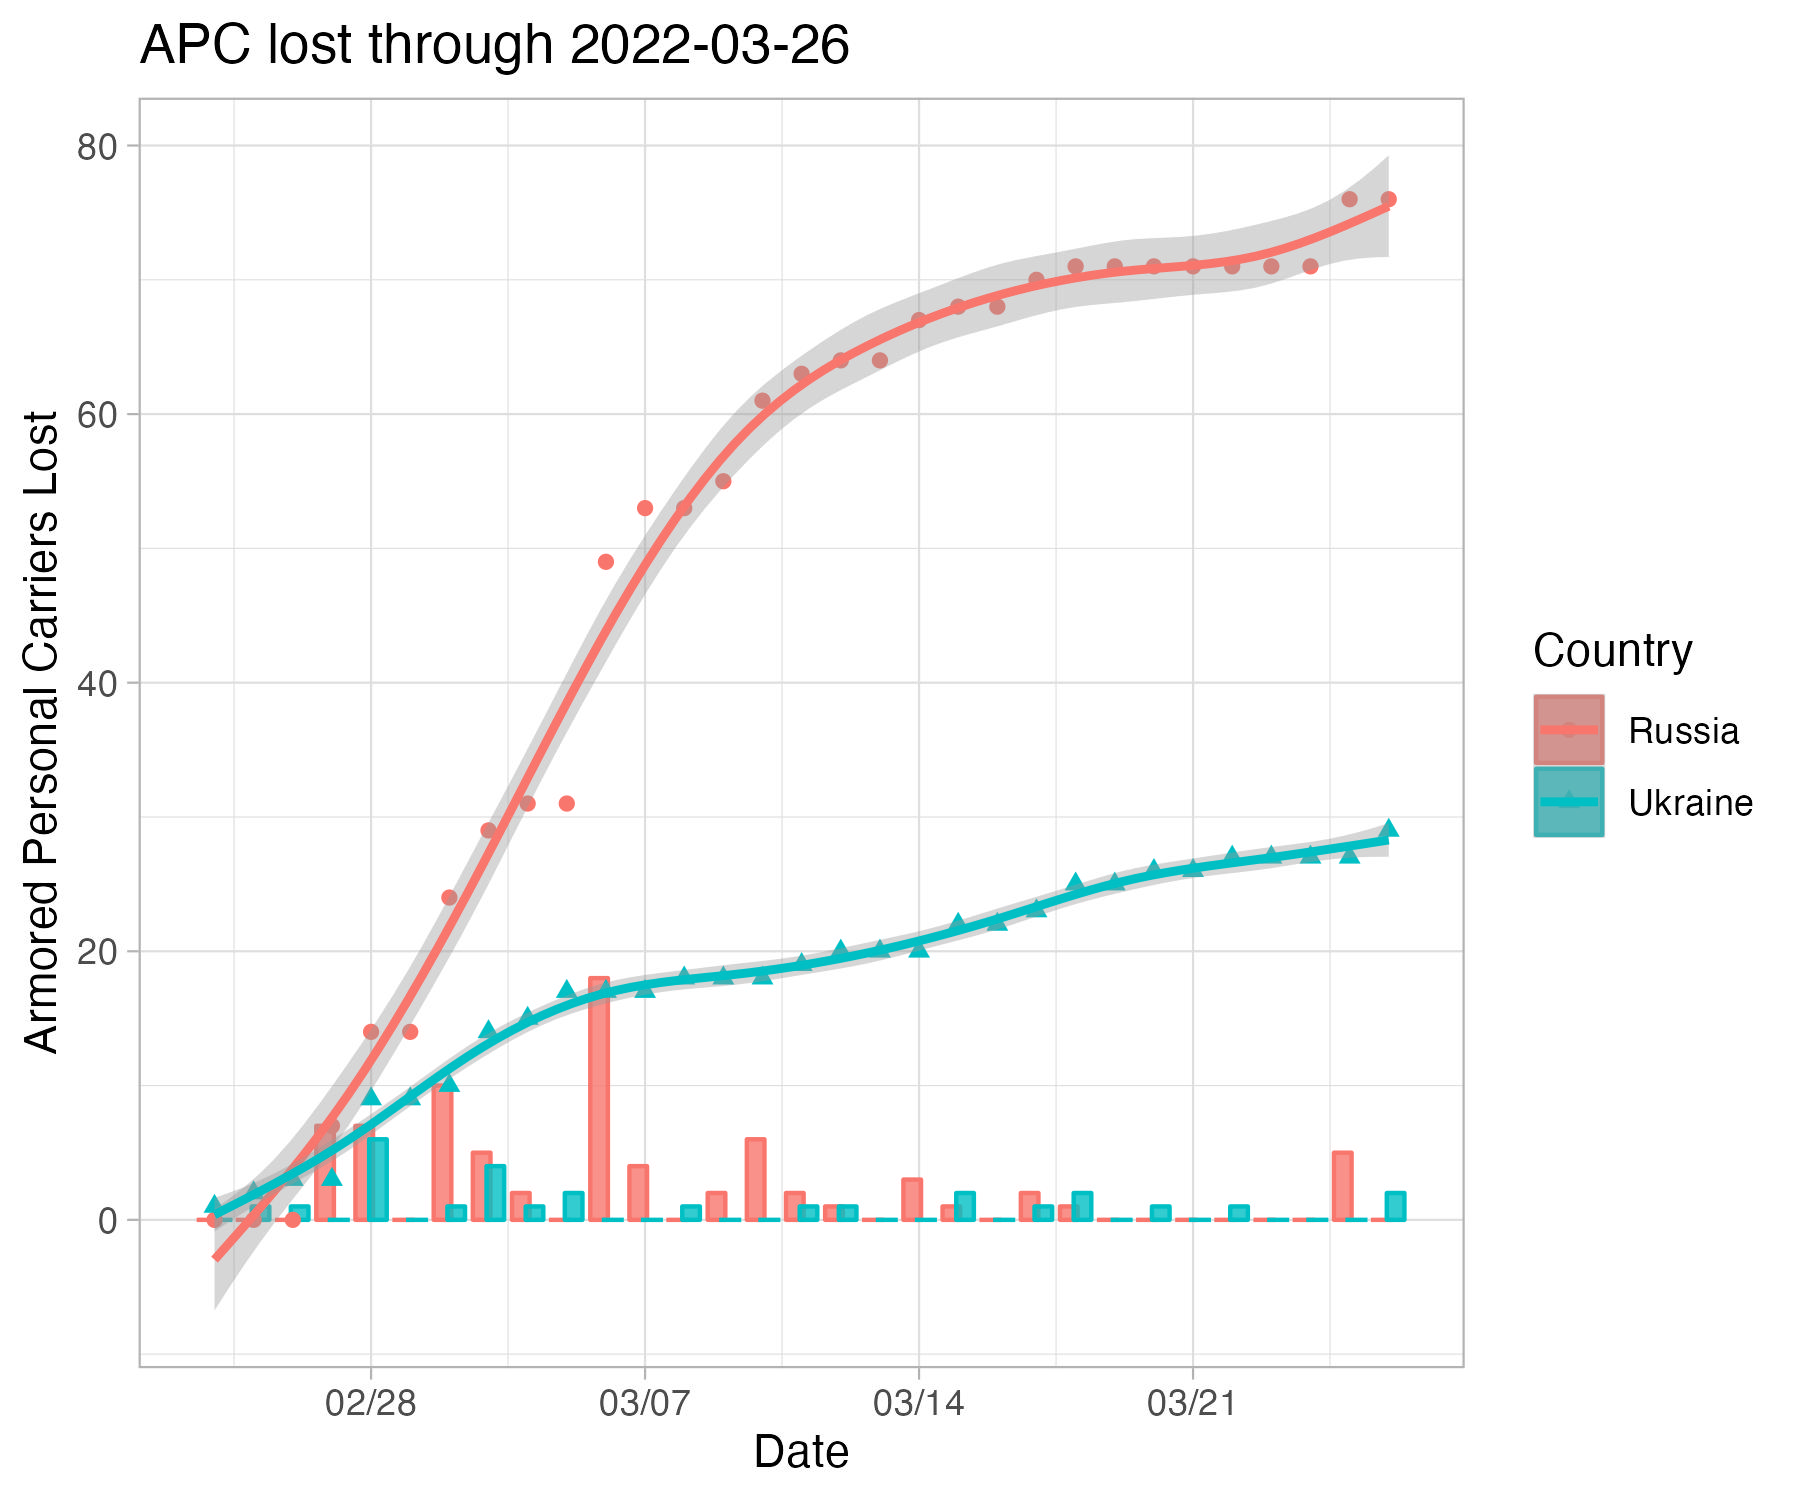 APC lost through 2022-03-26
Armored Personal Carriers Lost
80
60
40
20
0
02/28 03/07 03/14 03/21
Date
Country
Russia
Ukraine